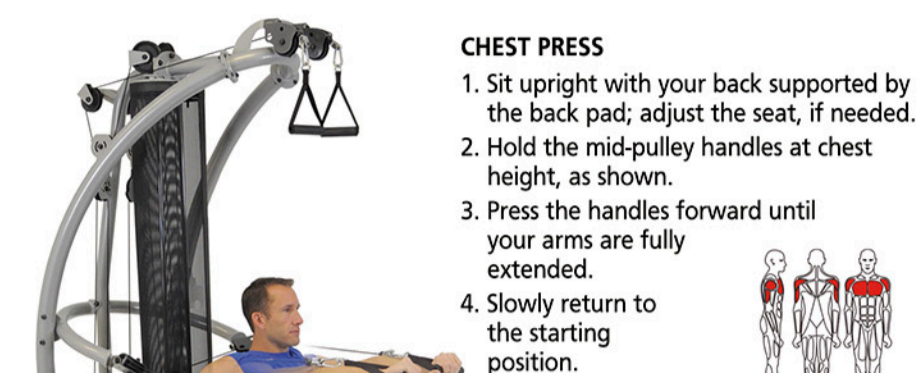 CHEST PRESS
1. Sit upright with your back supported by
the back pad; adjust the seat, if needed.
2. Hold the mid-pulley handles at chest
height, as shown.
3. Press the handles forward until
your arms are fully
extended.
4. Slowly return to
the starting
position.